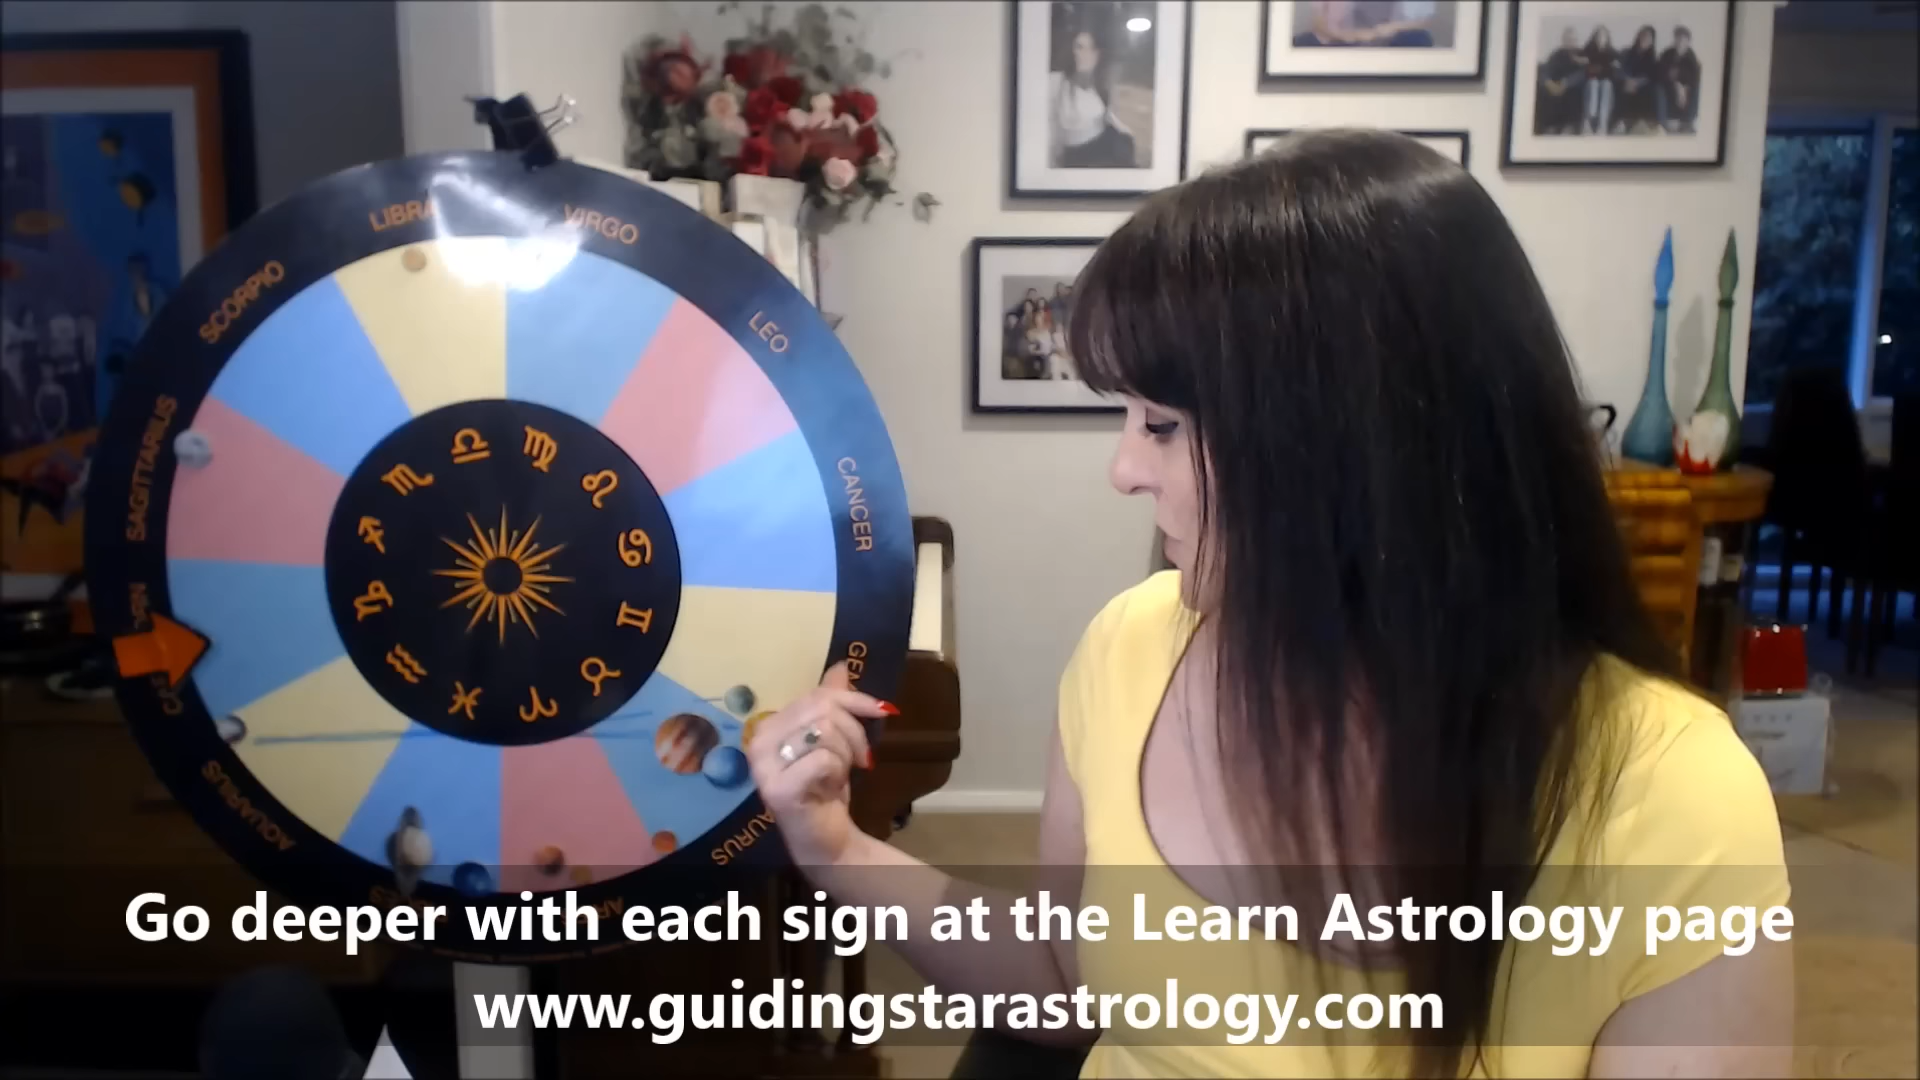 LIBRA
VIRGO
SCORPIO
LEO
SAGITTARIUS
CANCER
AQUARIUS
Go deeper with each sign at the Learn Astrology page
www.guidingstarastrology.com